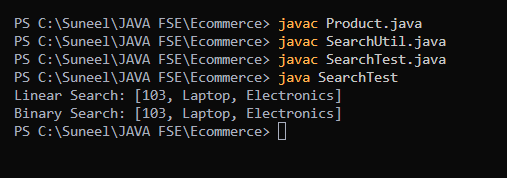 PS C:\Suneel\JAVA FSE\Ecommerce> javac Product.java
PS C:\Suneel\JAVA FSE\Ecommerce> javac SearchUtil.java
PS C:\Suneel\JAVA FSE\Ecommerce> javac SearchTest.java
PS C:\Suneel\JAVA FSE\Ecommerce> java SearchTest
Linear Search: [103, Laptop, Electronics]
Binary Search: [103, Laptop, Electronics]
PS C:\Suneel\JAVA FSE\Ecommerce>